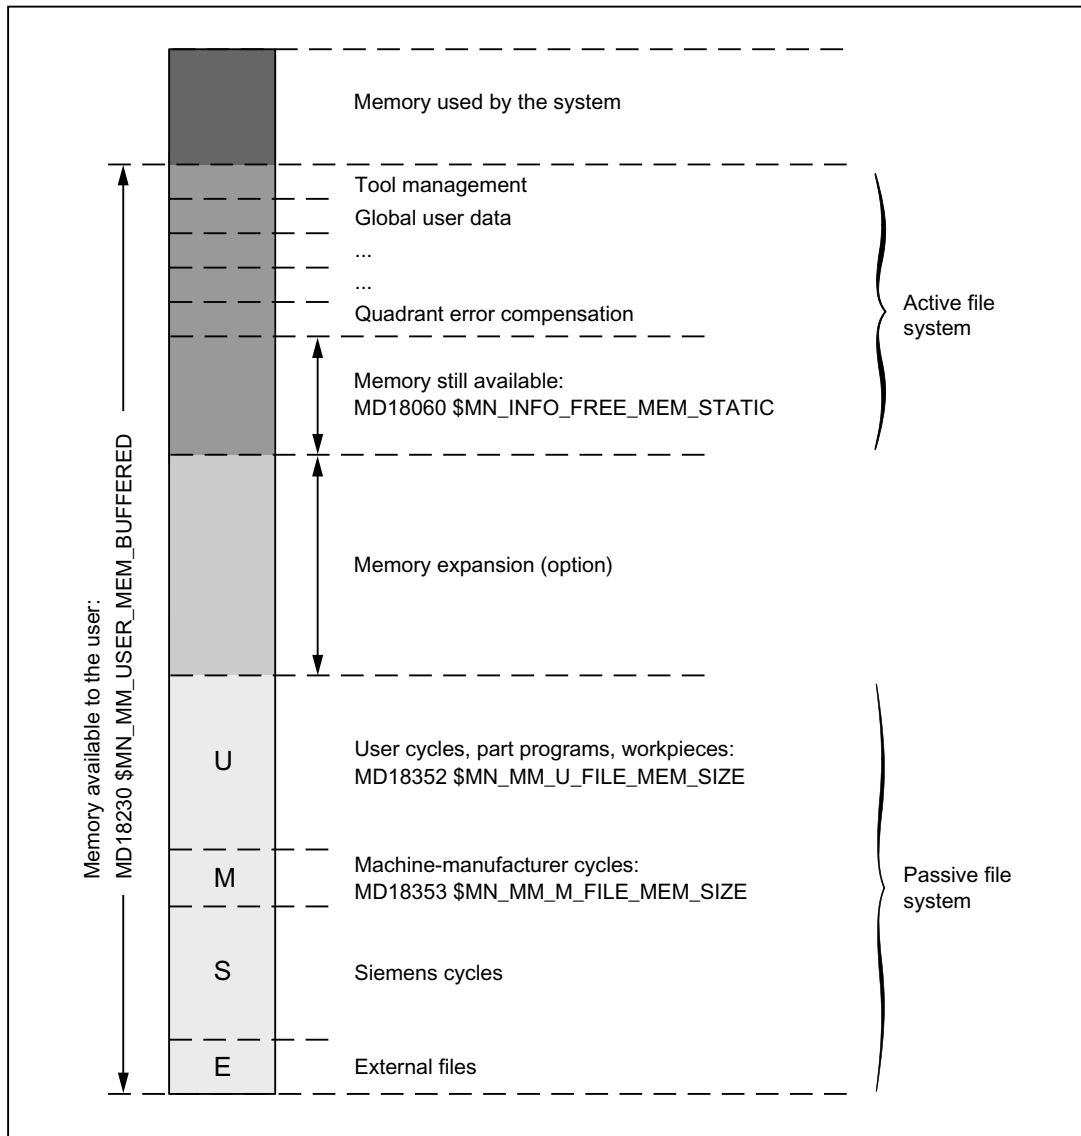 Memory used by the system
Tool management
Global user data
...
...
Quadrant error compensation
Memory still available:
MD18060 $MN_INFO_FREE_MEM_STATIC
Active file
system
Memory expansion (option)
Memory available to the user:
MD18230 $MN_MM_USER_MEM_BUFFERED
U
User cycles, part programs, workpieces:
MD18352 $MN_MM_U_FILE_MEM_SIZE
M
Machine-manufacturer cycles:
MD18353 $MN_MM_M_FILE_MEM_SIZE
Passive file
system
S
Siemens cycles
E
External files